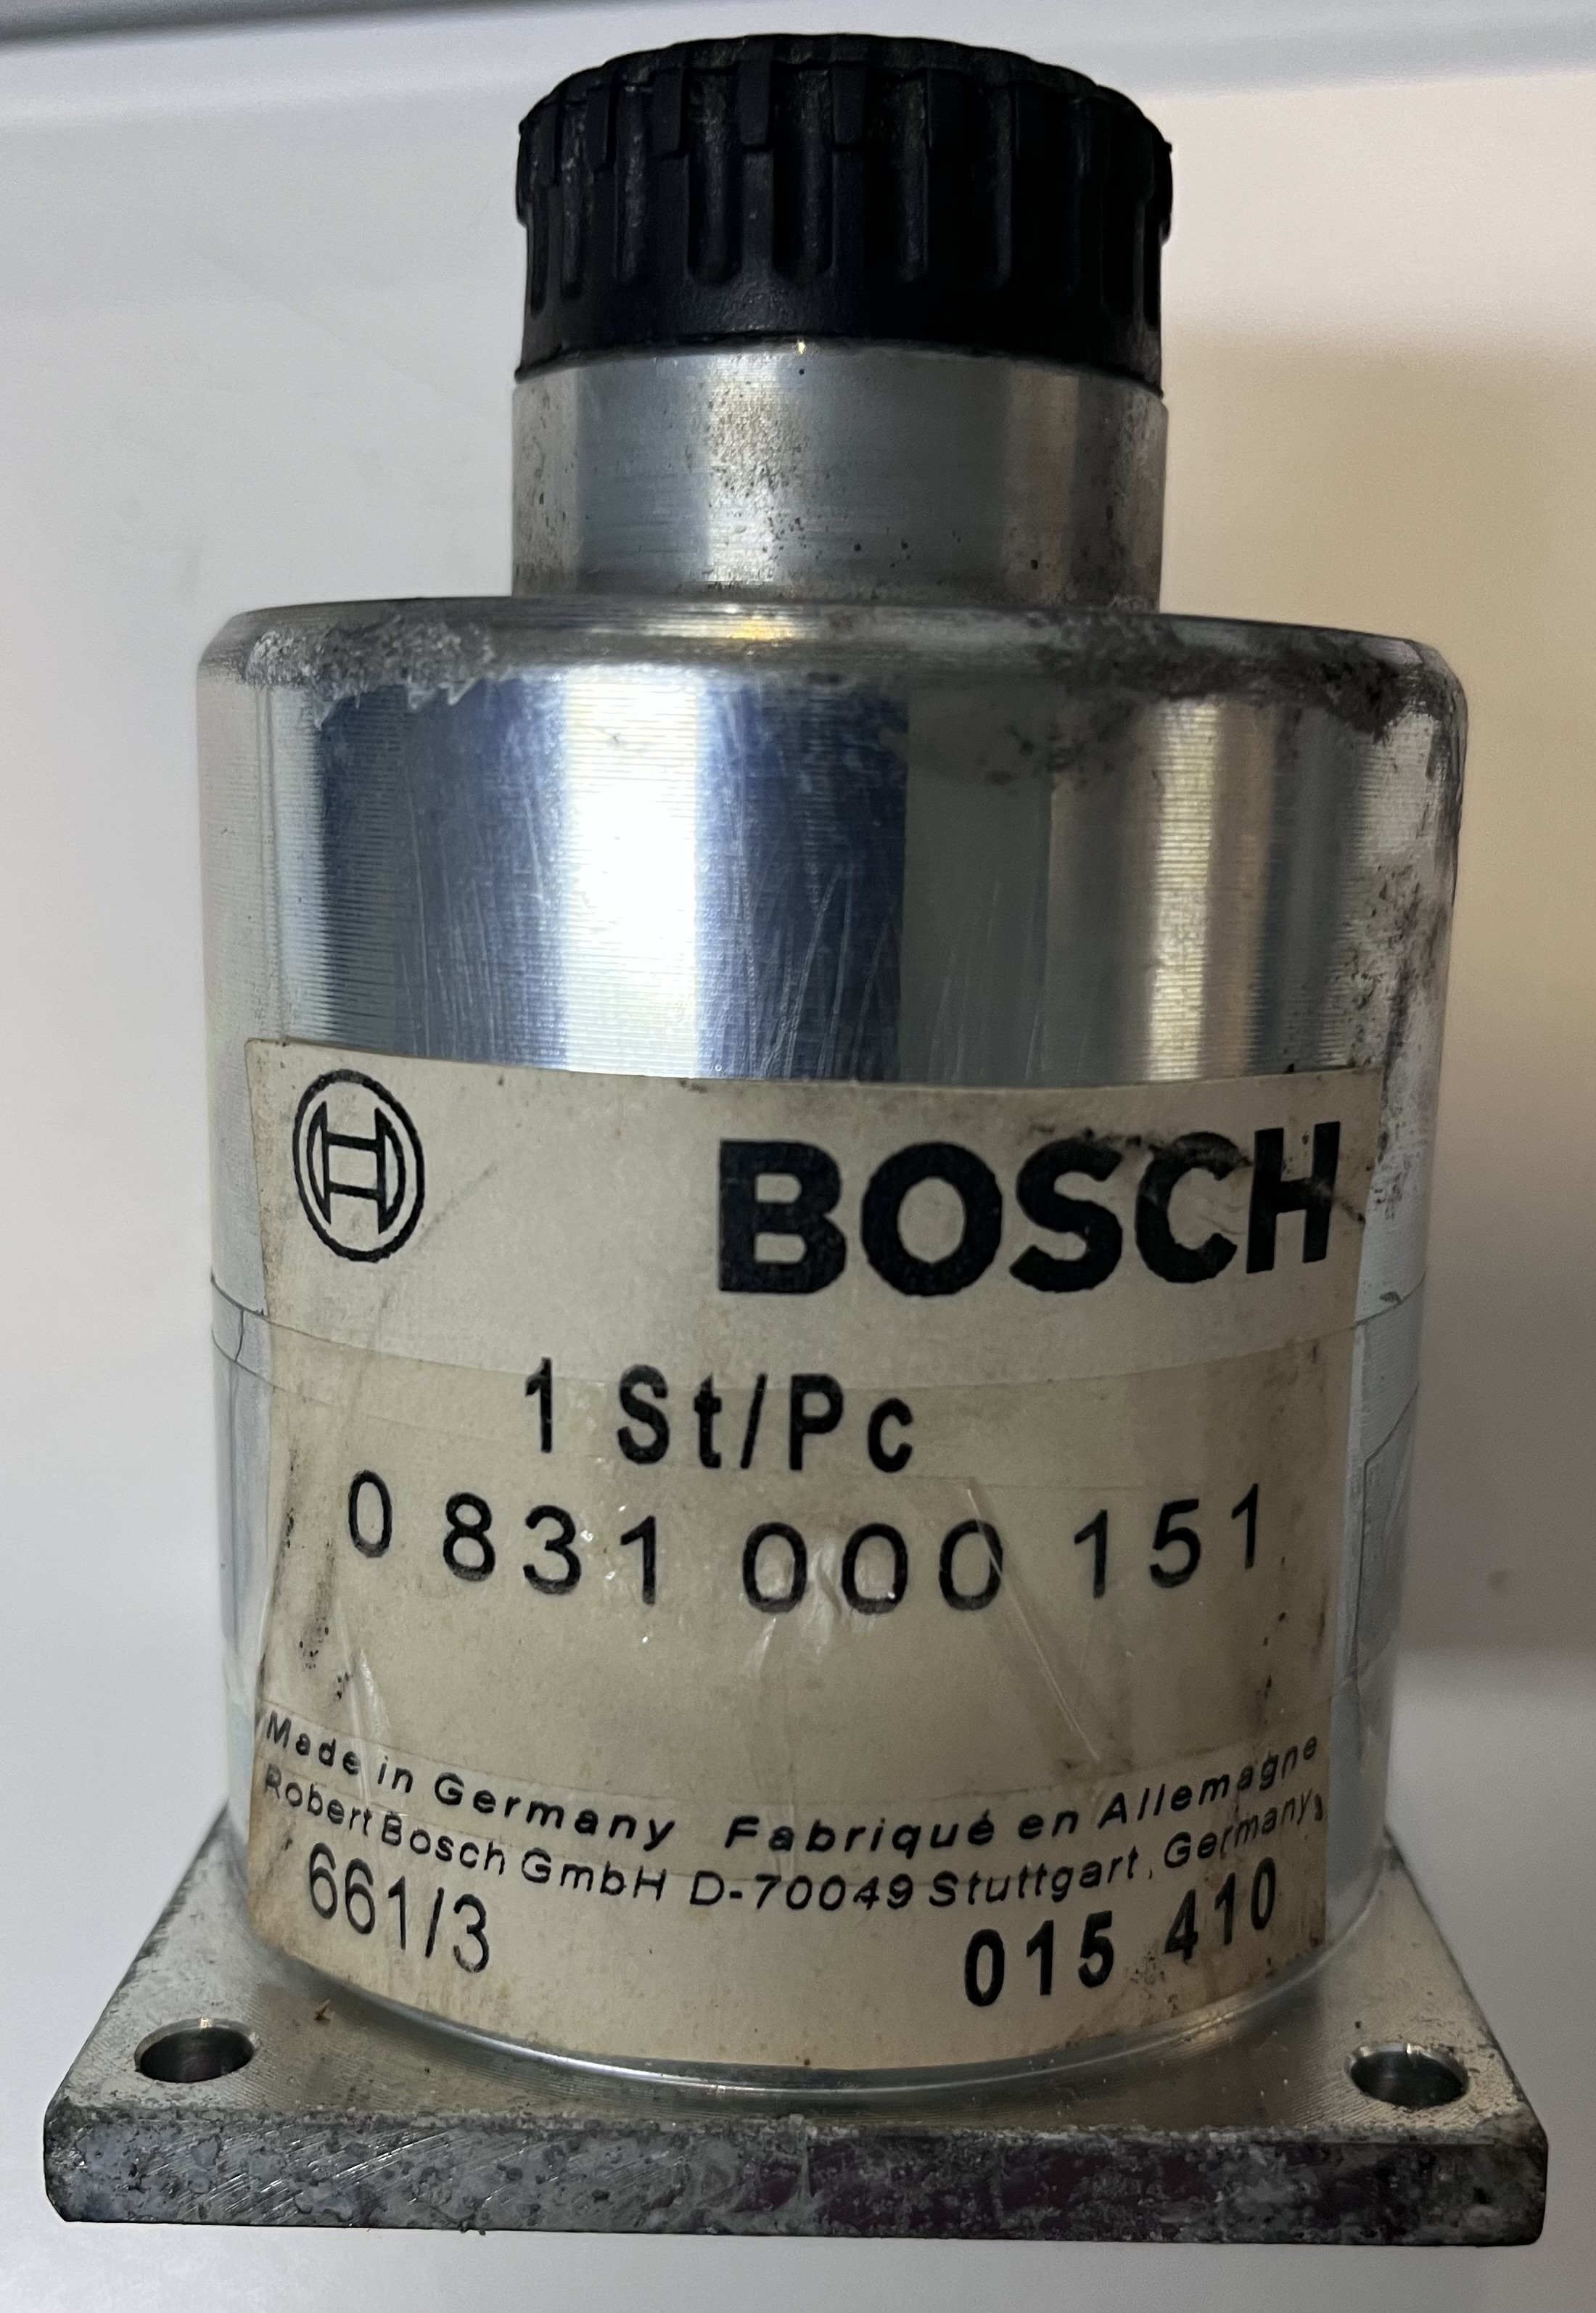 BOSCH
1 St/Pc
0 831 000 151
Made in Germany Fabriqué en Allemagne
Robert Bosch GmbH D-70049 Stuttgart, Germany
661/3 015 410